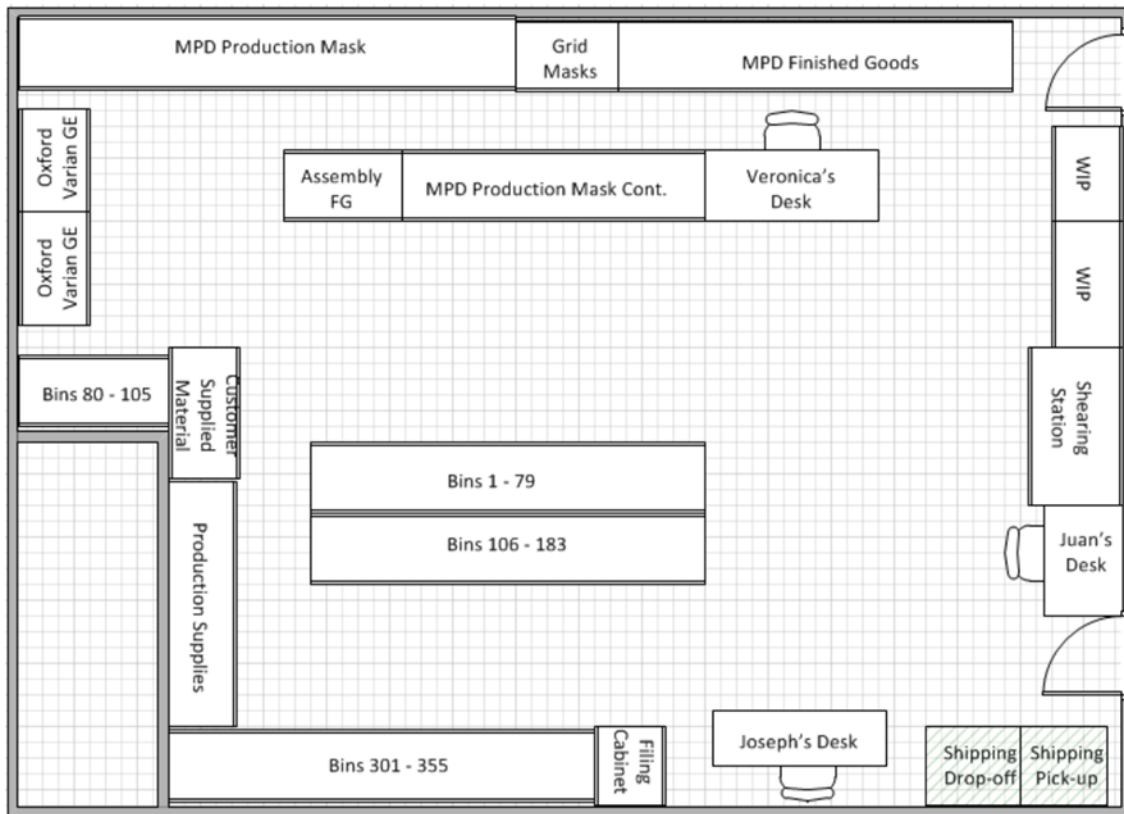 MPD Production Mask
Grid
Masks
MPD Finished Goods
Oxford
Varian GE
Oxford
Varian GE
Assembly
FG
MPD Production Mask Cont.
Veronica's
Desk
WIP
WIP
Bins 80 - 105
Customer
Supplied
Material
Shearing
Station
Bins 1 - 79
Bins 106 - 183
Juan's
Desk
Production Supplies
Bins 301 - 355
Filing
Cabinet
Joseph's Desk
Shipping
Drop-off
Shipping
Pick-up